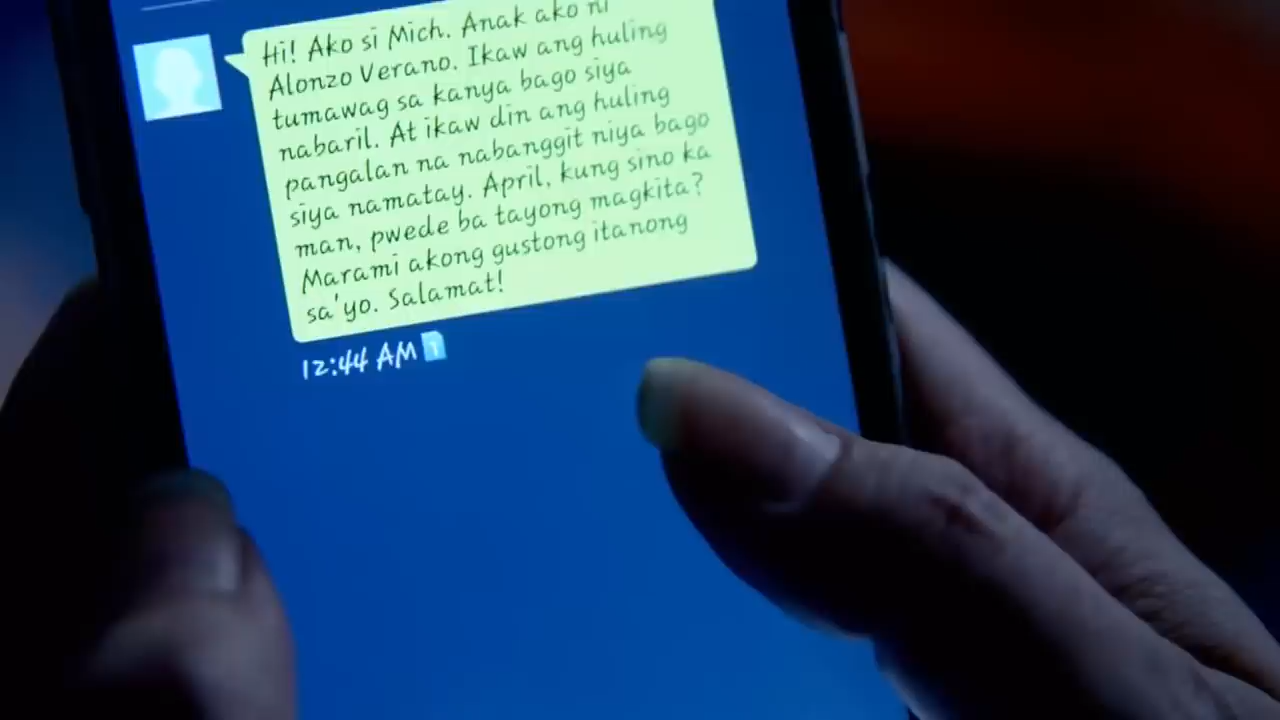 Hi! Ako si Mich. Anak ako ni
Alonzo Verano. Ikaw ang huling
tumawag sa kanya bago siya
nabaril. At ikaw din ang huling
pangalan na nabanggit niya bago
siya namatay. April, kung sino ka
man, pwede ba tayong magkita?
Marami akong gustong itanong
sa'yo. Salamat!
12:44 AM 1